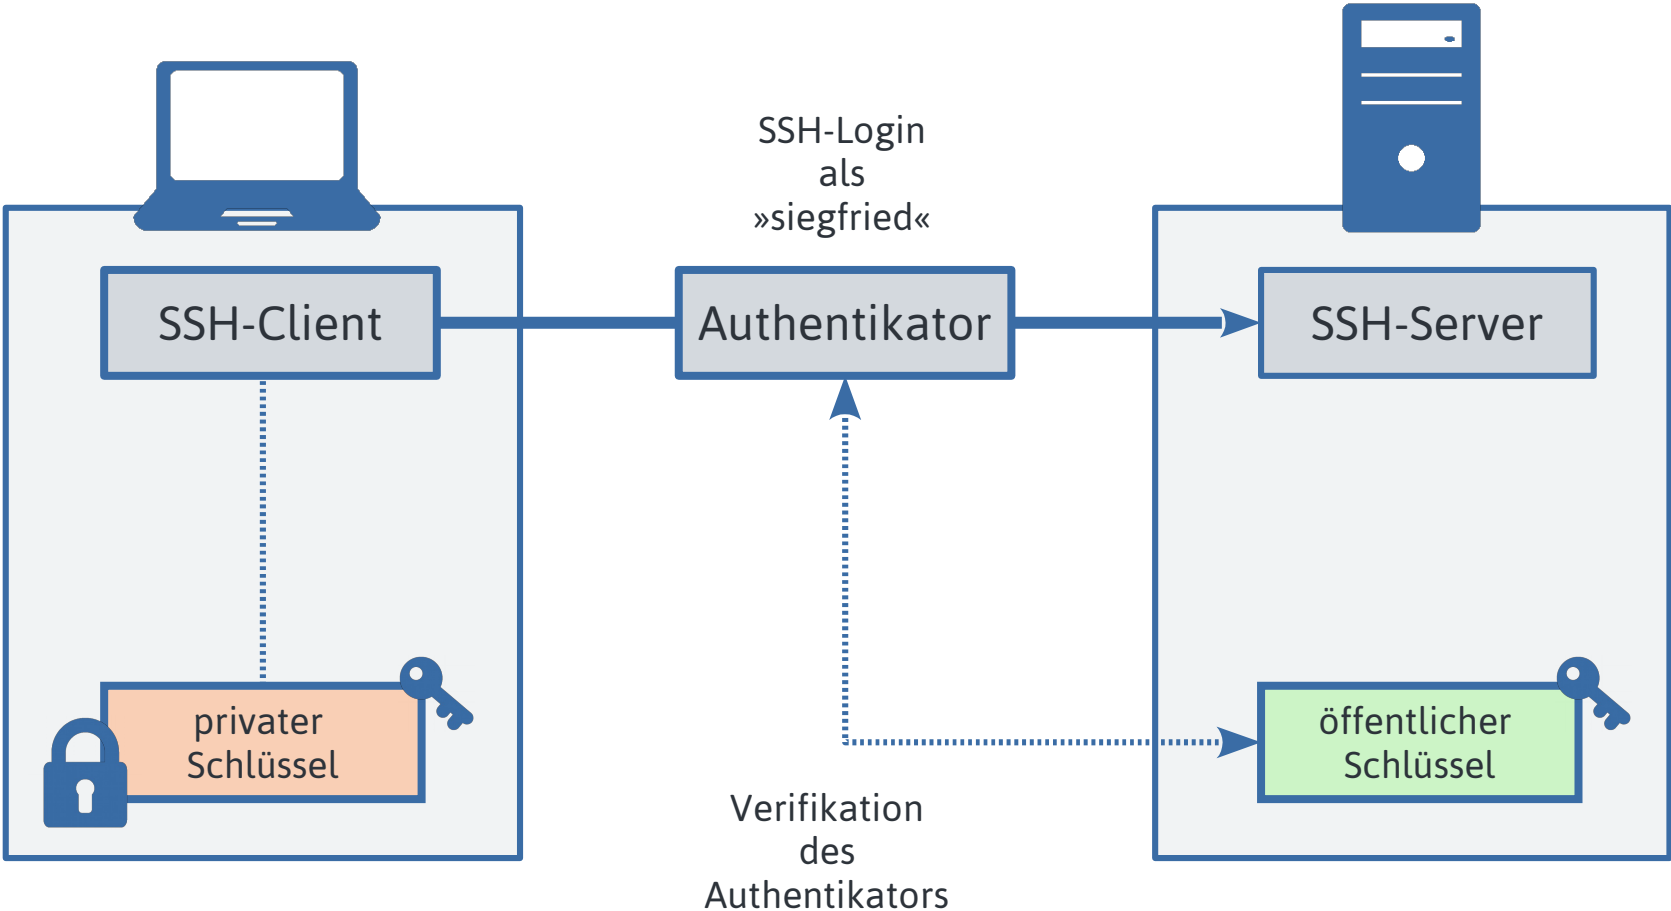 SSH-Login
als
»siegfried«
SSH-Client
Authentikator
SSH-Server
privater
Schlüssel
öffentlicher
Schlüssel
Verifikation
des
Authentikators